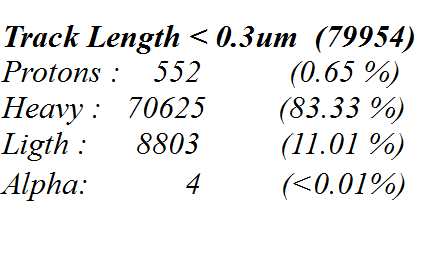 Track Length < 0.3um (79954)
Protons : 552 (0.65 %)
Heavy : 70625 (83.33 %)
Ligth : 8803 (11.01 %)
Alpha: 4 (<0.01%)